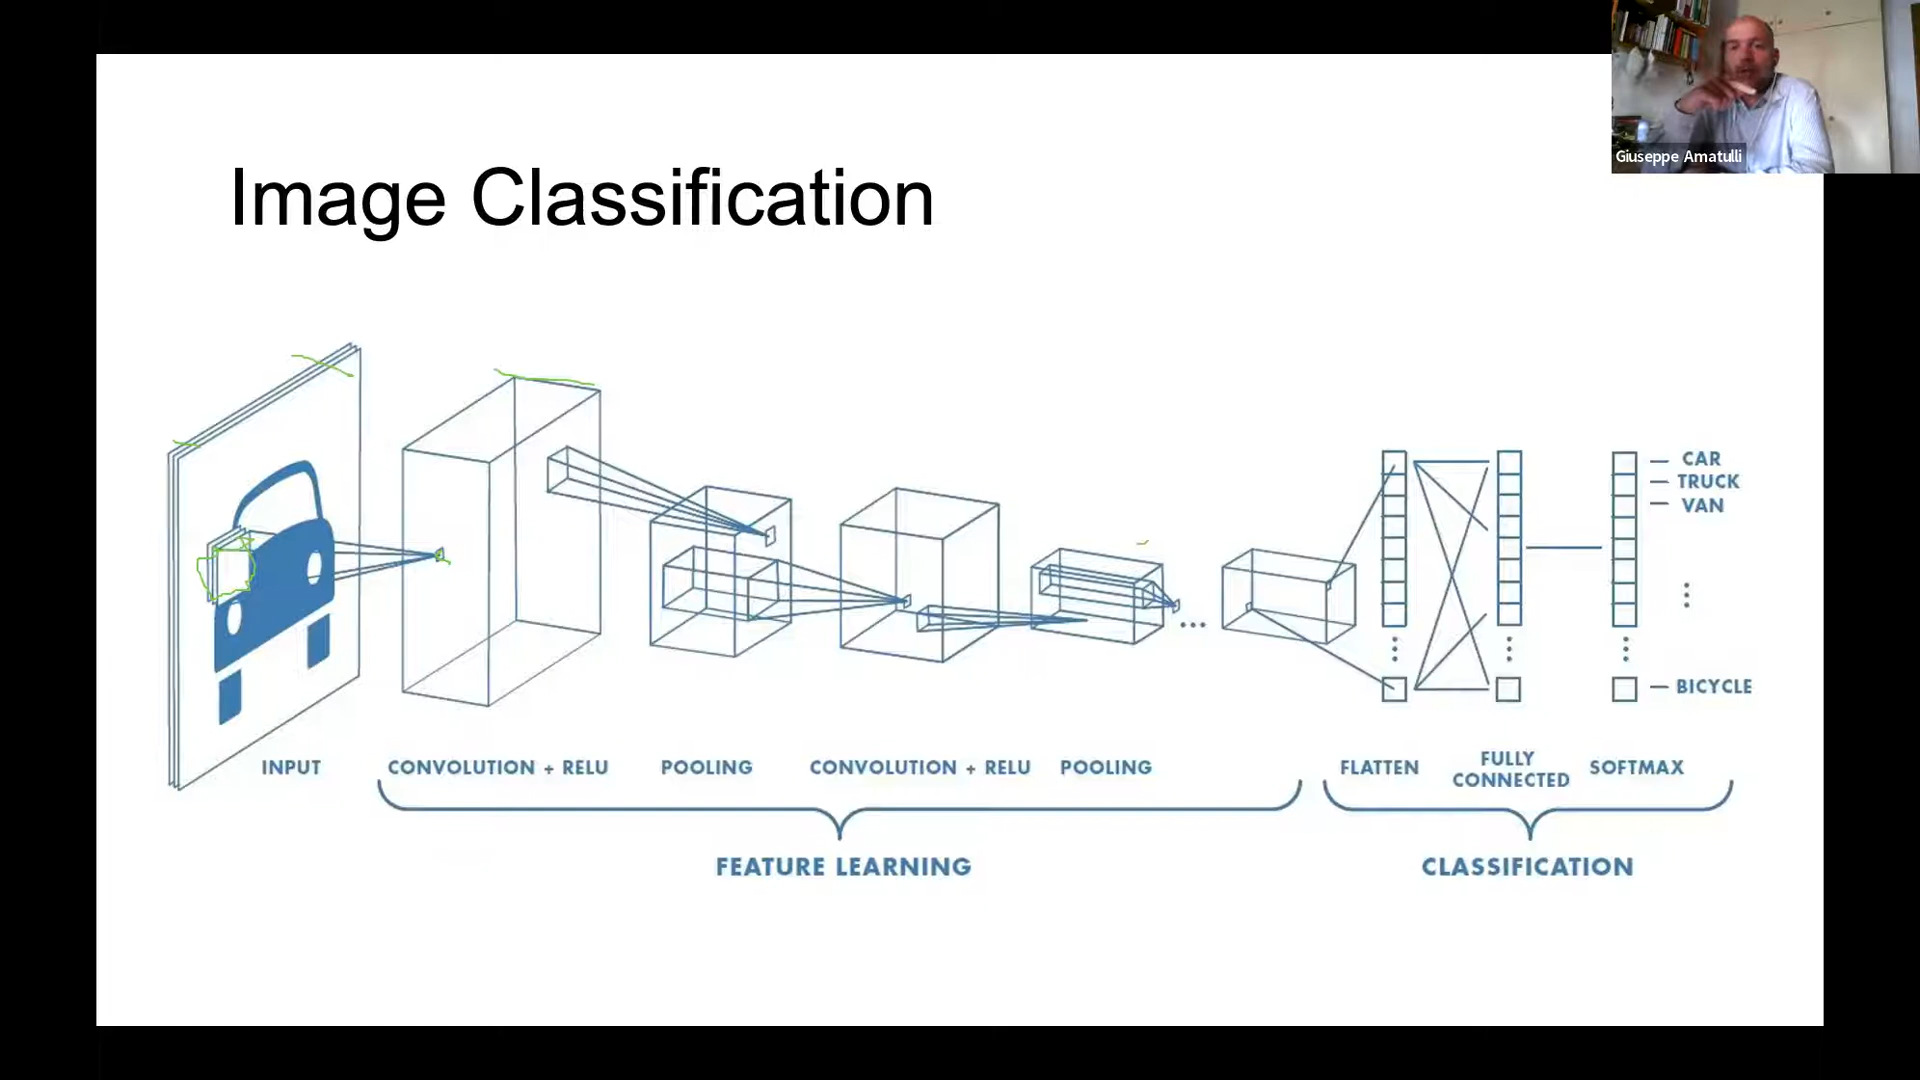 Giuseppe Amatulli
Image Classification
CAR
TRUCK
VAN
BICYCLE
INPUT
CONVOLUTION + RELU
POOLING
CONVOLUTION + RELU
POOLING
FLATTEN
FULLY
CONNECTED
SOFTMAX
FEATURE LEARNING
CLASSIFICATION